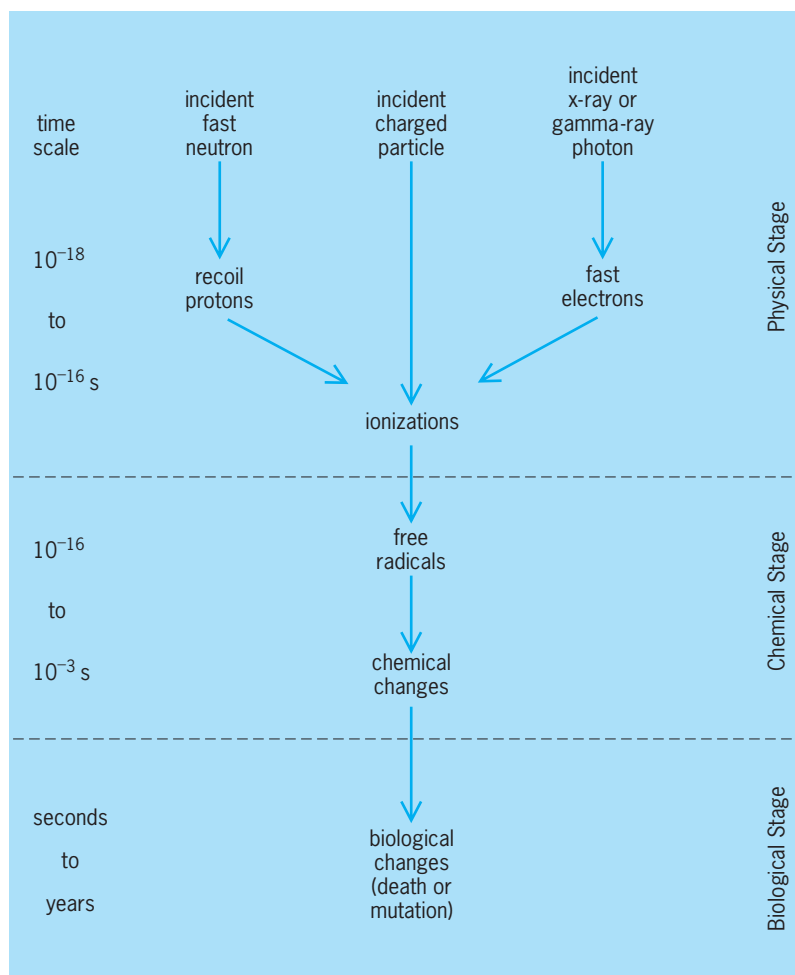 time
scale
incident
fast
neutron
incident
charged
particle
incident
x-ray or
gamma-ray
photon
10⁻¹⁸
to
10⁻¹⁶ s
recoil
protons
fast
electrons
ionizations
Physical Stage
10⁻¹⁶
to
10⁻³ s
free
radicals
chemical
changes
Chemical Stage
seconds
to
years
biological
changes
(death or
mutation)
Biological Stage